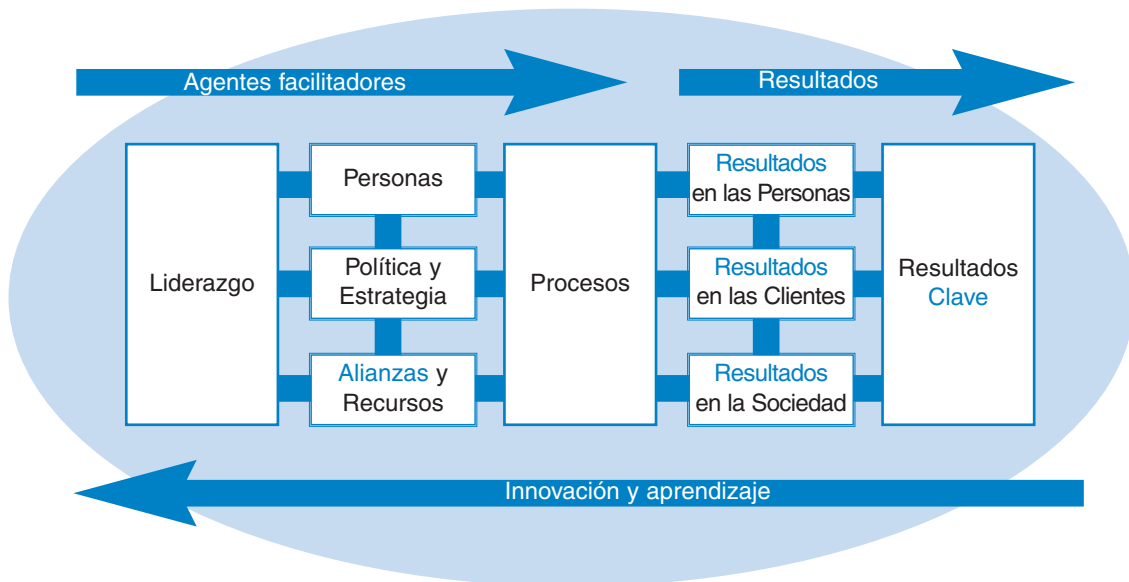 Agentes facilitadores
Resultados
Liderazgo
Personas
Política y
Estrategia
Alianzas y
Recursos
Procesos
Resultados
en las Personas
Resultados
en las Clientes
Resultados
en la Sociedad
Resultados
Clave
Innovación y aprendizaje